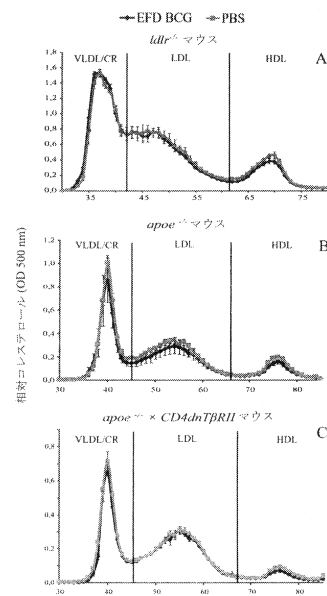 EFD BCG PBS
ldlr-/-マウス
VLDL/CR LDL HDL A
1,8
1,6
1,4
1,2
1,0
0,8
0,6
0,4
0,2
0,0
35 45 55 65 75
apoe-/-マウス
VLDL/CR LDL HDL B
1,2
1,0
0,8
0,6
0,4
0,2
0,0
30 40 50 60 70 80
apoe-/- × CD4dnTβRII マウス
VLDL/CR LDL HDL C
0,8
0,6
0,4
0,2
0,0
30 40 50 60 70 80
相対コレステロール (OD 500 nm)